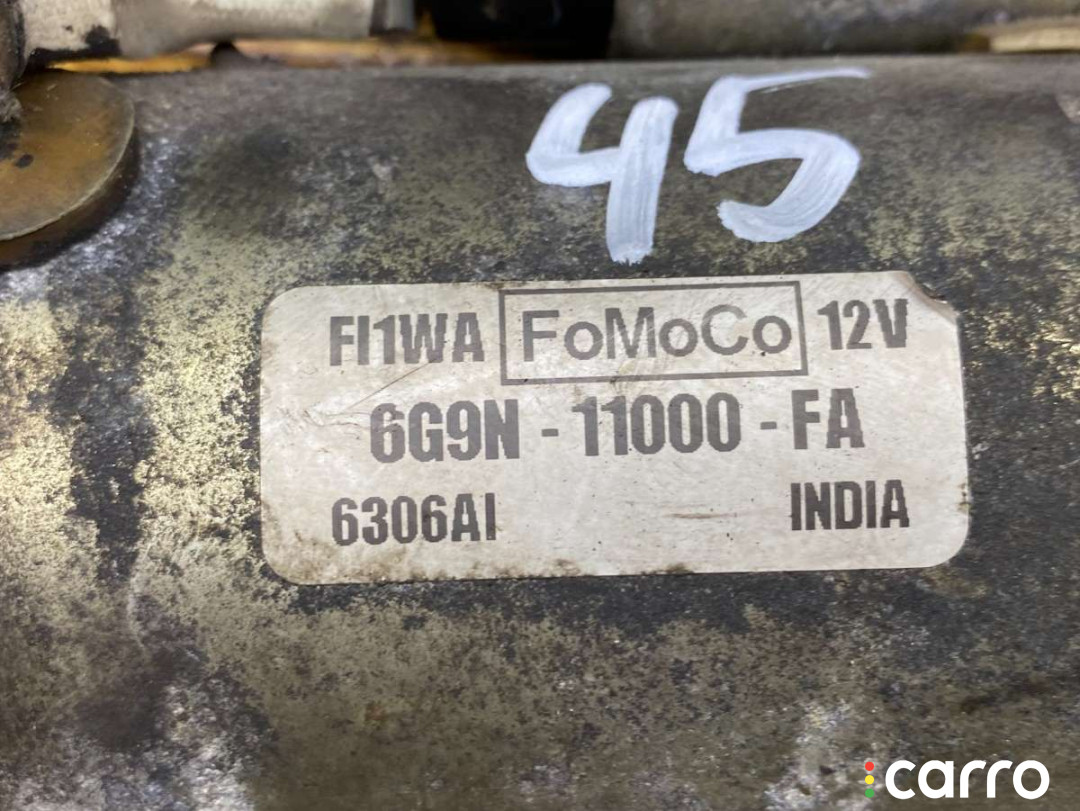 45
FI1WA FoMoCo 12V
6G9N - 11000 - FA
6306AI INDIA
carro